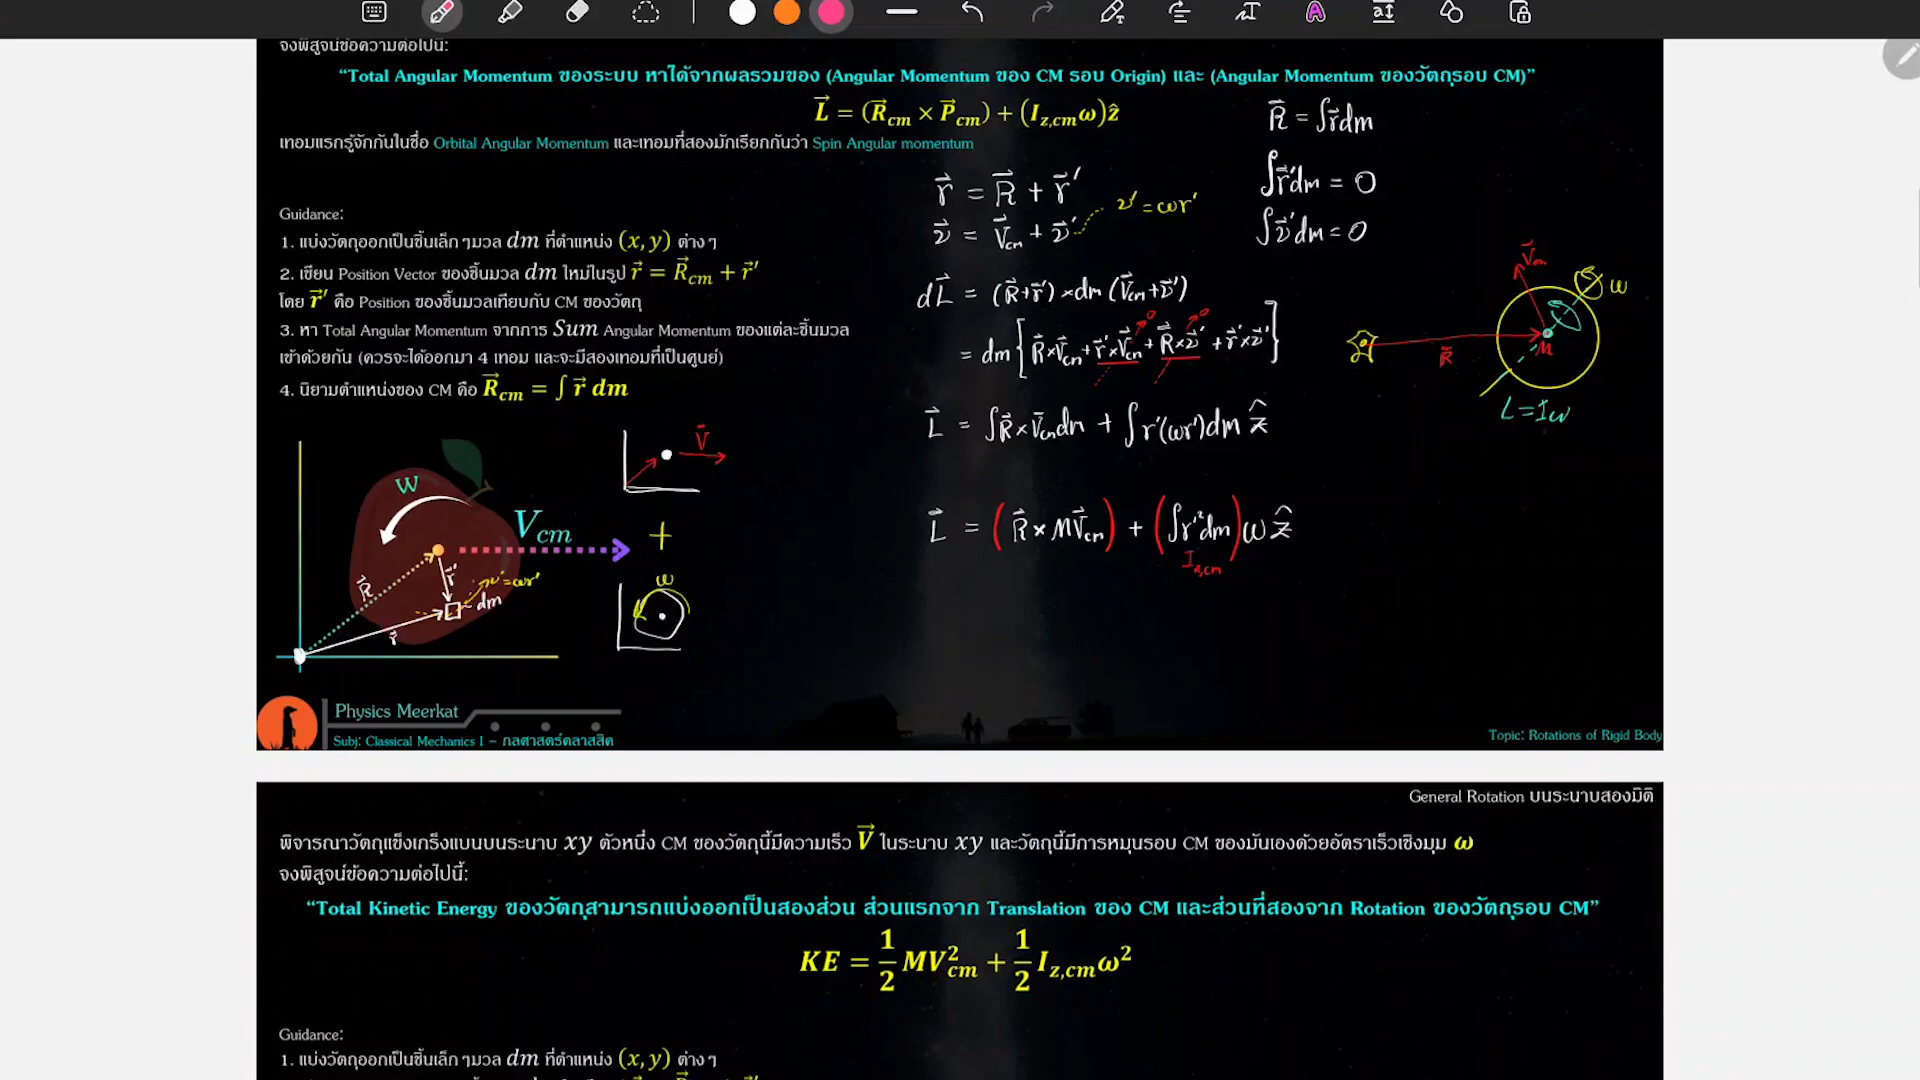 จงพิสูจน์ข้อความต่อไปนี้:
“Total Angular Momentum ของระบบ หาได้จากผลรวมของ (Angular Momentum ของ CM รอบ Origin) และ (Angular Momentum ของวัตถุรอบ CM)”
L⃗ = (R⃗cm × P⃗cm) + (Iz,cmω)ẑ
เทอมแรกรู้จักกันในชื่อ Orbital Angular Momentum และเทอมที่สองมักเรียกกันว่า Spin Angular momentum
Guidance:
1. แบ่งวัตถุออกเป็นชิ้นเล็กๆมวล dm ที่ตำแหน่ง (x, y) ต่างๆ
2. เขียน Position Vector ของชิ้นมวล dm ใหม่ในรูป r⃗ = R⃗cm + r⃗′
โดย r⃗′ คือ Position ของชิ้นมวลเทียบกับ CM ของวัตถุ
3. หา Total Angular Momentum จากการ Sum Angular Momentum ของแต่ละชิ้นมวล
เข้าด้วยกัน (ควรจะได้ออกมา 4 เทอม และจะมีสองเทอมที่เป็นศูนย์)
4. นิยามตำแหน่งของ CM คือ R⃗cm = ∫ r⃗ dm
W
Vcm
R⃗
r⃗′
v′=ωr′
dm
r⃗
V⃗
+
ω
r⃗ = R⃗ + r⃗′
v⃗ = V⃗cm + v⃗′
v′ = ωr′
dL⃗ = (R⃗+r⃗′)×dm(V⃗cm+v⃗′)
= dm{R⃗×V⃗cm + r⃗′×V⃗cm + R⃗×v⃗′ + r⃗′×v⃗′}
0
0
L⃗ = ∫R⃗×V⃗cm dm + ∫r′(ωr′)dm ẑ
L⃗ = (R⃗×MV⃗cm) + (∫r′²dm)ω ẑ
Iz,cm
R⃗ = ∫r⃗dm
∫r⃗′dm = 0
∫v⃗′dm = 0
V⃗cm
ω
M
R⃗
L=Iω
Physics Meerkat
Subj: Classical Mechanics I – กลศาสตร์คลาสสิค
Topic: Rotations of Rigid Body
General Rotation บนระนาบสองมิติ
พิจารณาวัตถุแข็งเกร็งแบนบนระนาบ xy ตัวหนึ่ง CM ของวัตถุนี้มีความเร็ว V⃗ ในระนาบ xy และวัตถุนี้มีการหมุนรอบ CM ของมันเองด้วยอัตราเร็วเชิงมุม ω
จงพิสูจน์ข้อความต่อไปนี้:
“Total Kinetic Energy ของวัตถุสามารถแบ่งออกเป็นสองส่วน ส่วนแรกจาก Translation ของ CM และส่วนที่สองจาก Rotation ของวัตถุรอบ CM”
KE = 1/2 MV²cm + 1/2 Iz,cmω²
Guidance:
1. แบ่งวัตถุออกเป็นชิ้นเล็กๆมวล dm ที่ตำแหน่ง (x, y) ต่างๆ